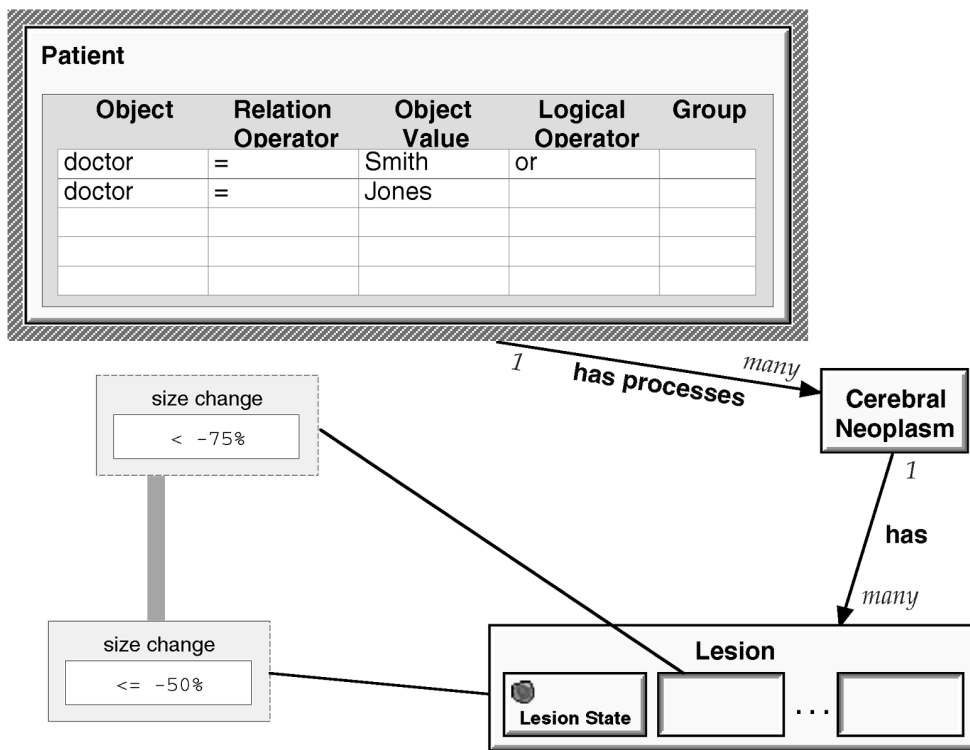 Patient
Object Relation Operator Object Value Logical Operator Group
doctor = Smith or
doctor = Jones
1 has processes many
Cerebral
Neoplasm
size change
< -75%
1
has
many
size change
<= -50%
Lesion
Lesion State
...